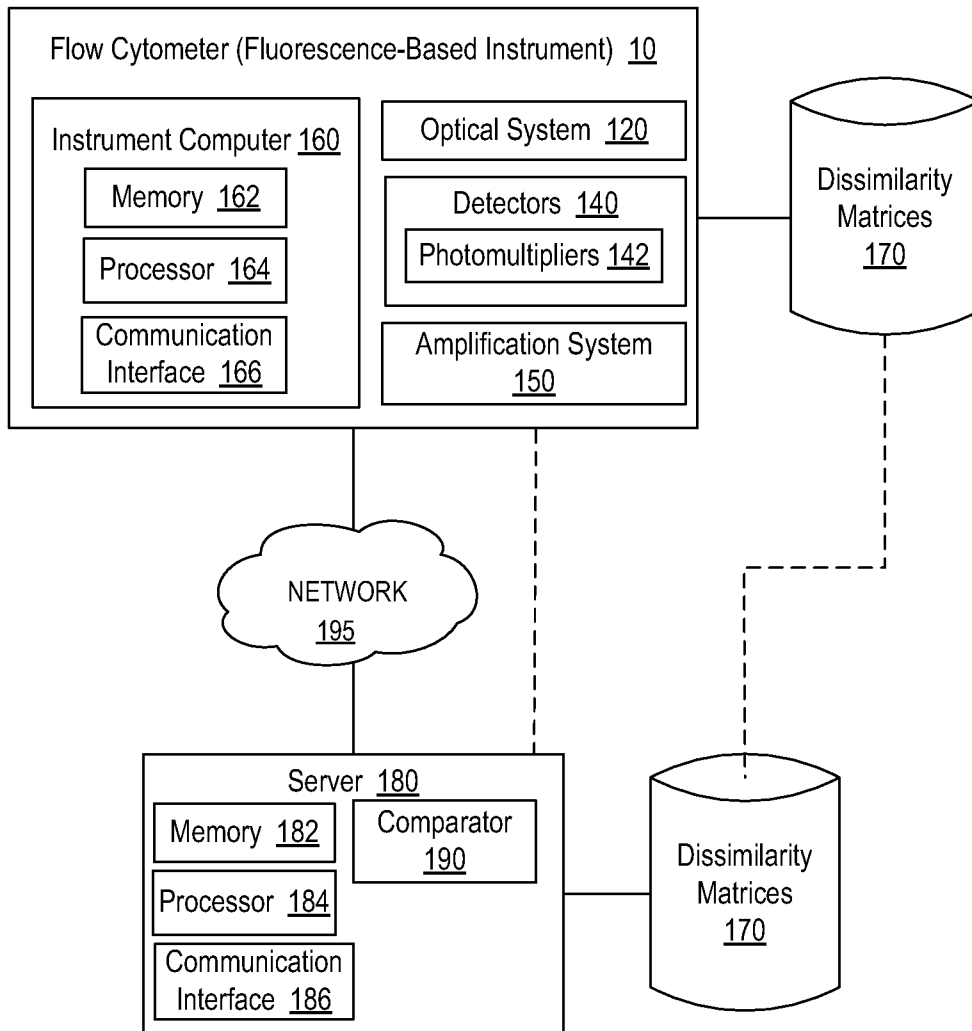 Flow Cytometer (Fluorescence-Based Instrument) 10
Instrument Computer 160
Memory 162
Processor 164
Communication
Interface 166
Optical System 120
Detectors 140
Photomultipliers 142
Amplification System
150
Dissimilarity
Matrices
170
NETWORK
195
Server 180
Memory 182
Processor 184
Communication
Interface 186
Comparator
190
Dissimilarity
Matrices
170